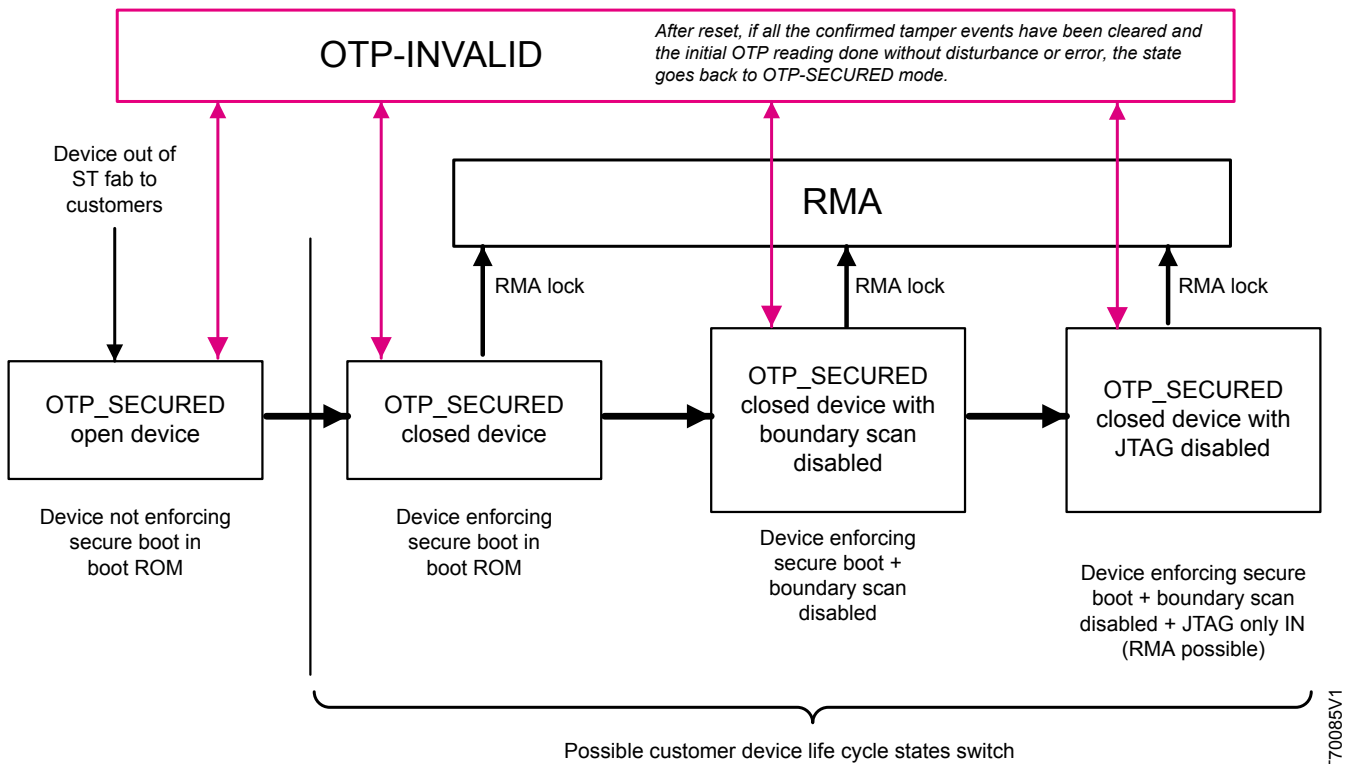 OTP-INVALID
After reset, if all the confirmed tamper events have been cleared and
the initial OTP reading done without disturbance or error, the state
goes back to OTP-SECURED mode.
Device out of
ST fab to
customers
RMA
RMA lock
RMA lock
RMA lock
OTP_SECURED
open device
OTP_SECURED
closed device
OTP_SECURED
closed device with
boundary scan
disabled
OTP_SECURED
closed device with
JTAG disabled
Device not enforcing
secure boot in
boot ROM
Device enforcing
secure boot in
boot ROM
Device enforcing
secure boot +
boundary scan
disabled
Device enforcing secure
boot + boundary scan
disabled + JTAG only IN
(RMA possible)
Possible customer device life cycle states switch
T70085V1